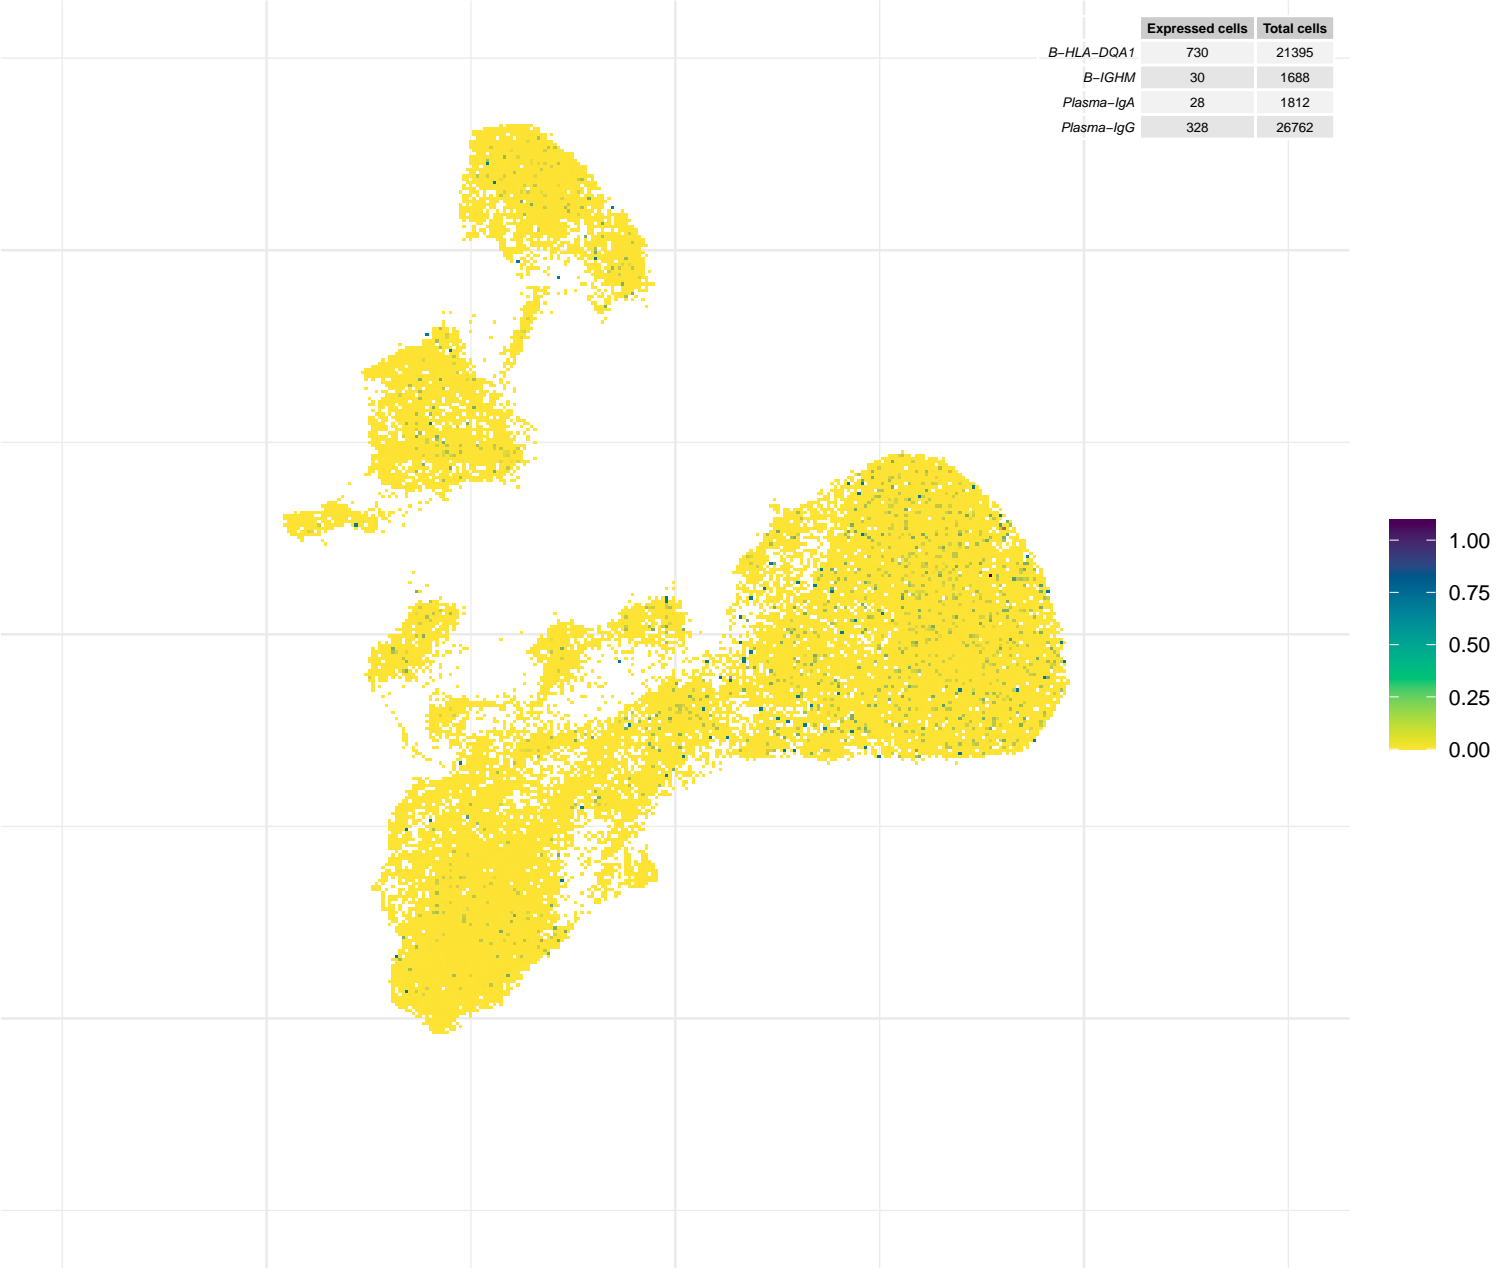 Expressed cells Total cells
B−HLA−DQA1 730 21395
B−IGHM 30 1688
Plasma−IgA 28 1812
Plasma−IgG 328 26762
1.00
0.75
0.50
0.25
0.00